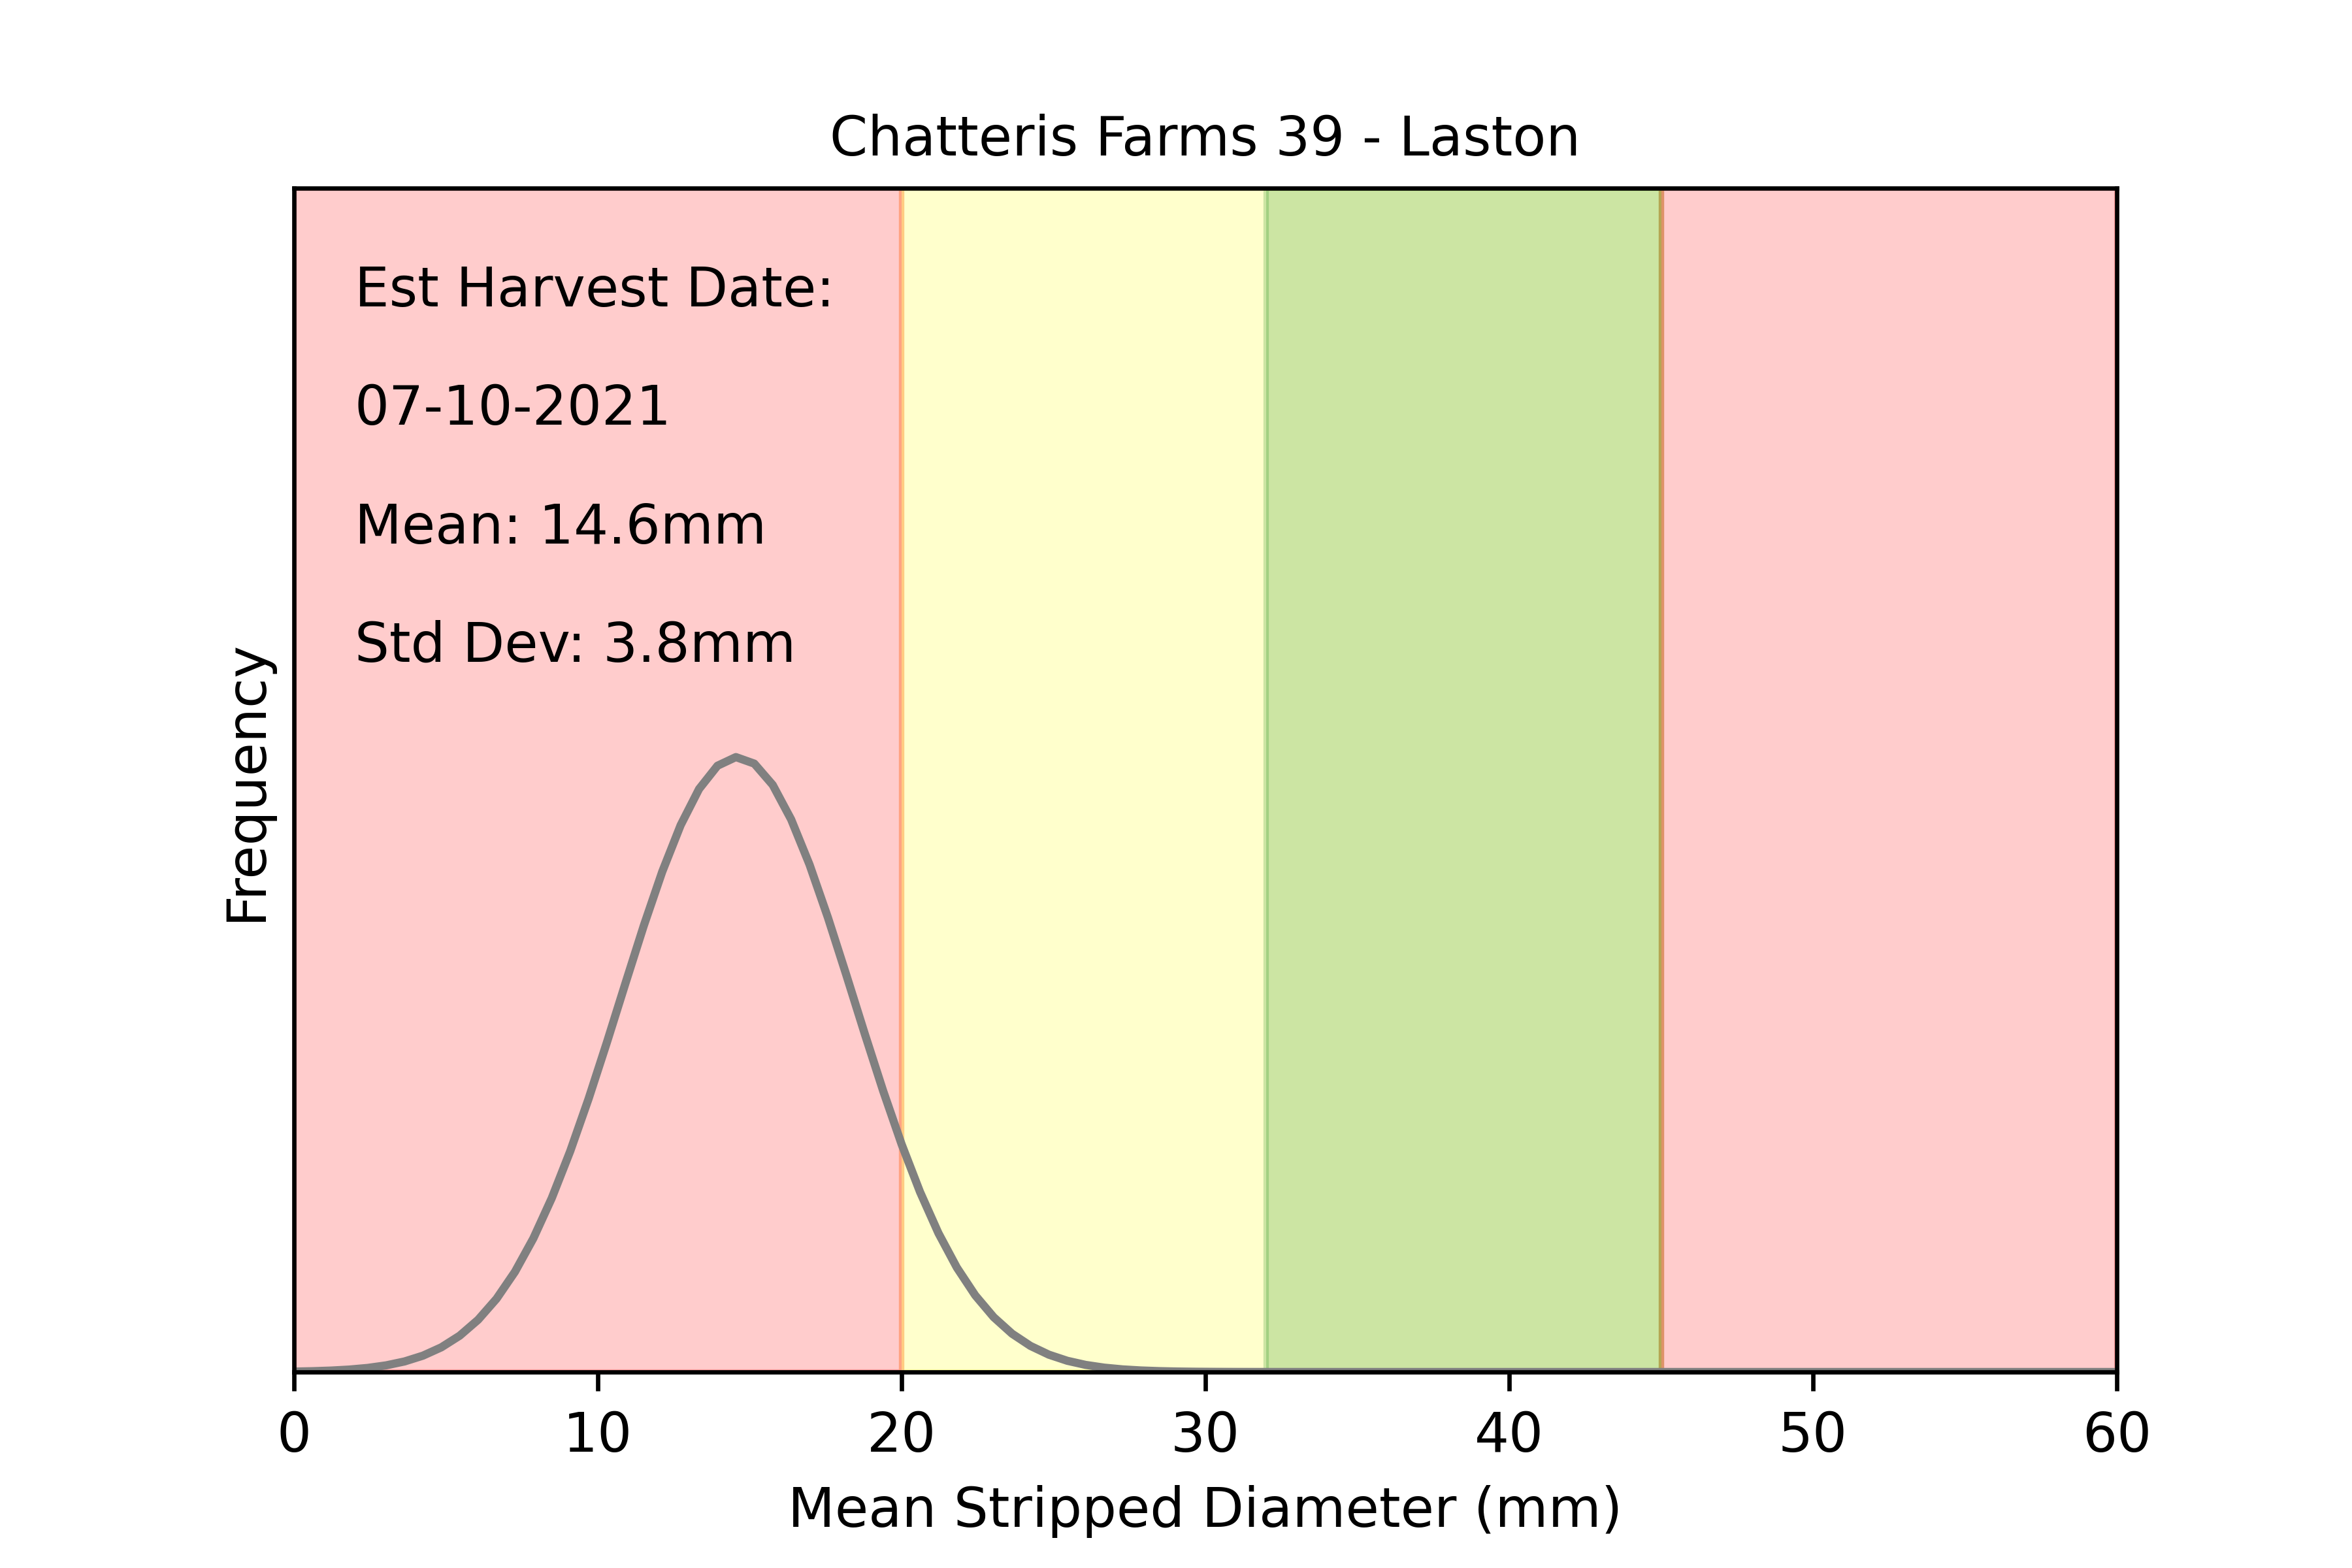 Chatteris Farms 39 - Laston
Est Harvest Date:
07-10-2021
Mean: 14.6mm
Std Dev: 3.8mm
Frequency
0 10 20 30 40 50 60
Mean Stripped Diameter (mm)